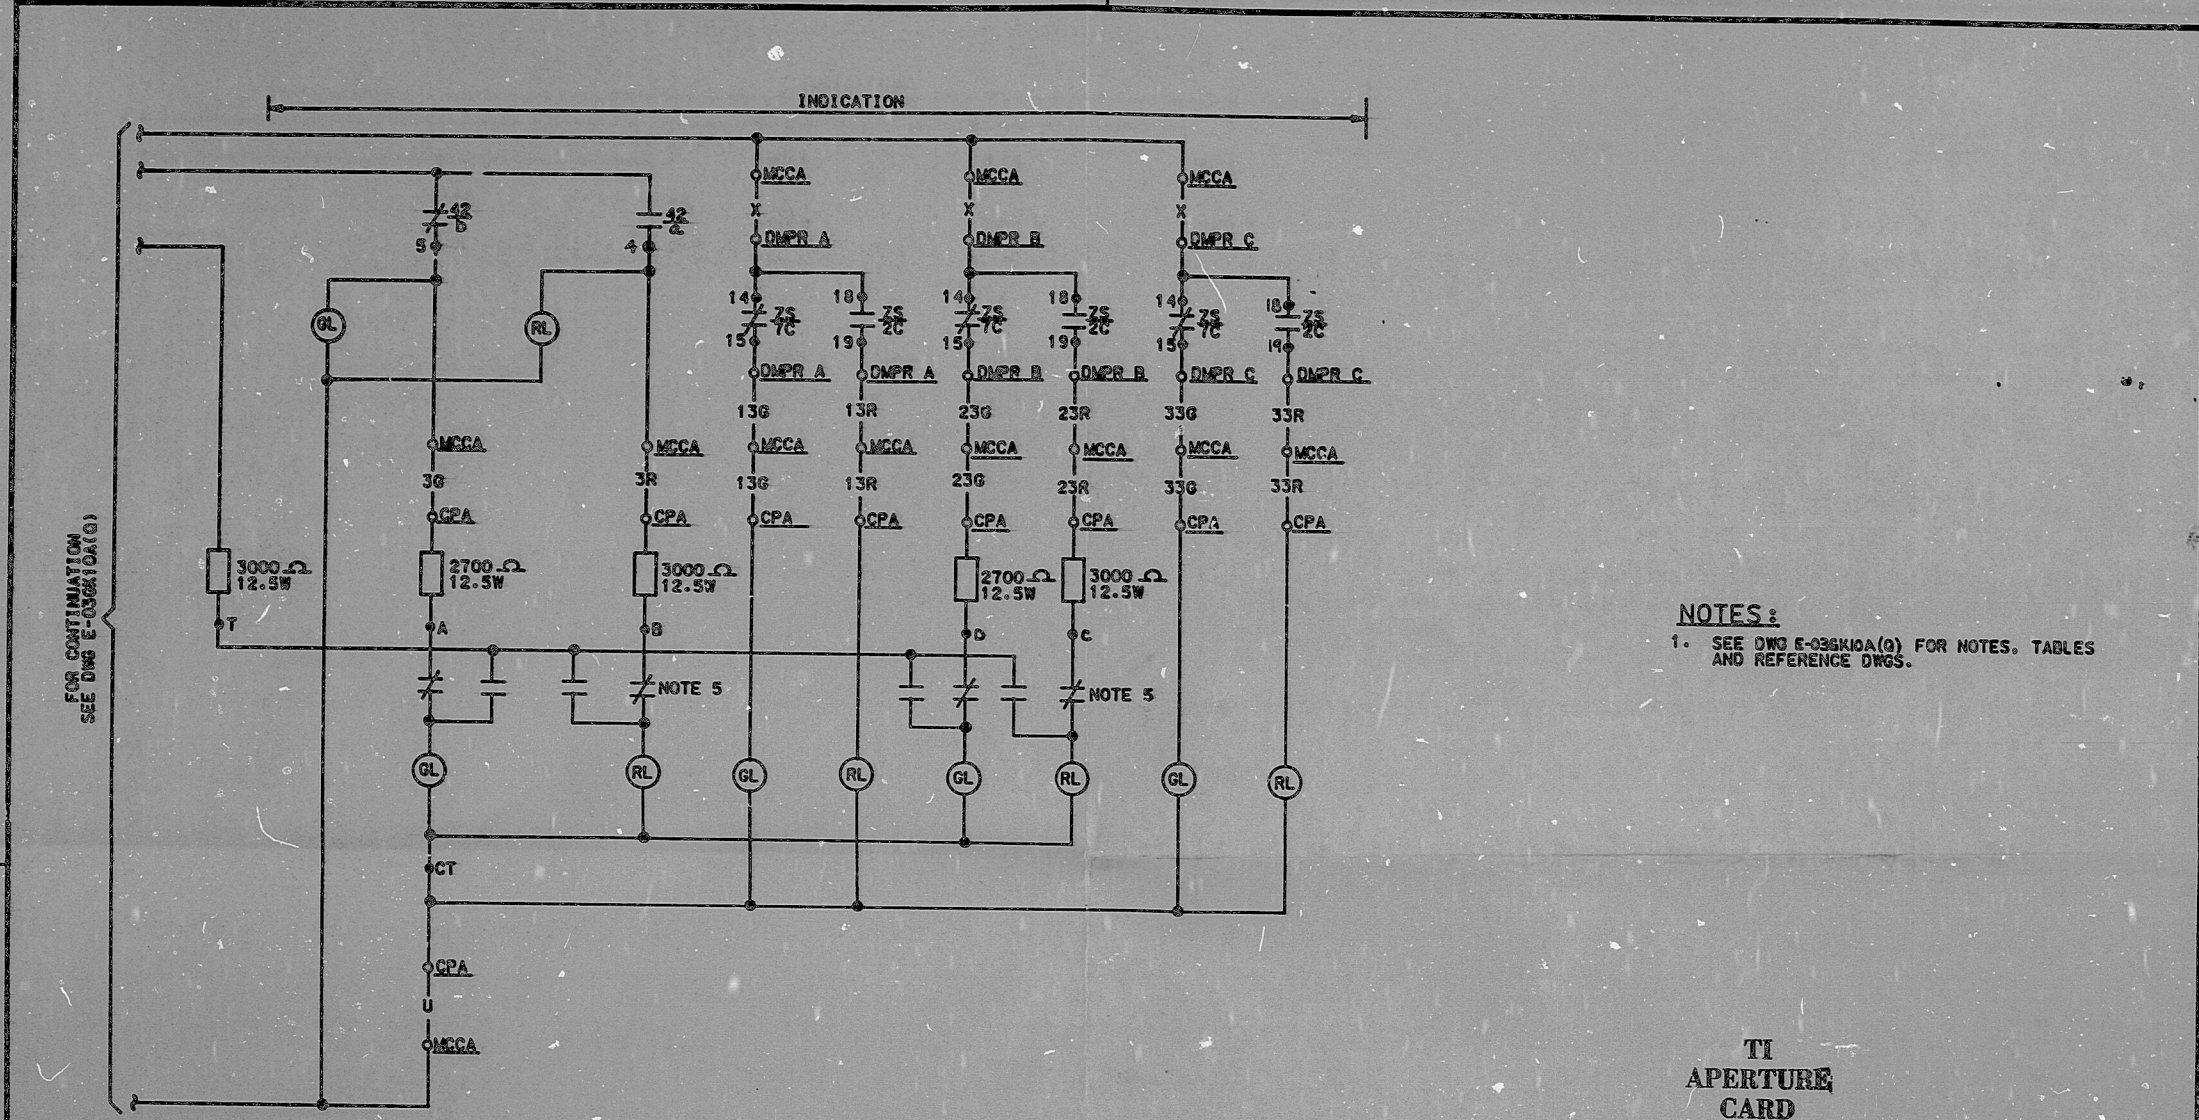 INDICATION
MCCA
MCCA
MCCA
42
b
42
a
X
X
X
5
4
DMPR A
DMPR B
DMPR C
14
18
14
18
14
18
ZS
7C
ZS
2C
ZS
7C
ZS
2C
ZS
7C
ZS
2C
GL
RL
15
19
15
19
15
19
DMPR A
DMPR A
DMPR B
DMPR B
DMPR C
DMPR C
13G
13R
23G
23R
33G
33R
MCCA
MCCA
MCCA
MCCA
MCCA
MCCA
MCCA
MCCA
3G
3R
13G
13R
23G
23R
33G
33R
CPA
CPA
CPA
CPA
CPA
CPA
CPA
CPA
FOR CONTINUATION
SEE DWG E-03GK10A(Q)
3000 Ω
12.5W
2700 Ω
12.5W
3000 Ω
12.5W
2700 Ω
12.5W
3000 Ω
12.5W
T
A
B
D
C
NOTE 5
NOTE 5
GL
RL
GL
RL
GL
RL
GL
RL
CT
CPA
U
MCCA
NOTES:
1. SEE DWG E-03GK10A(Q) FOR NOTES, TABLES
AND REFERENCE DWGS.
TI
APERTURE
CARD